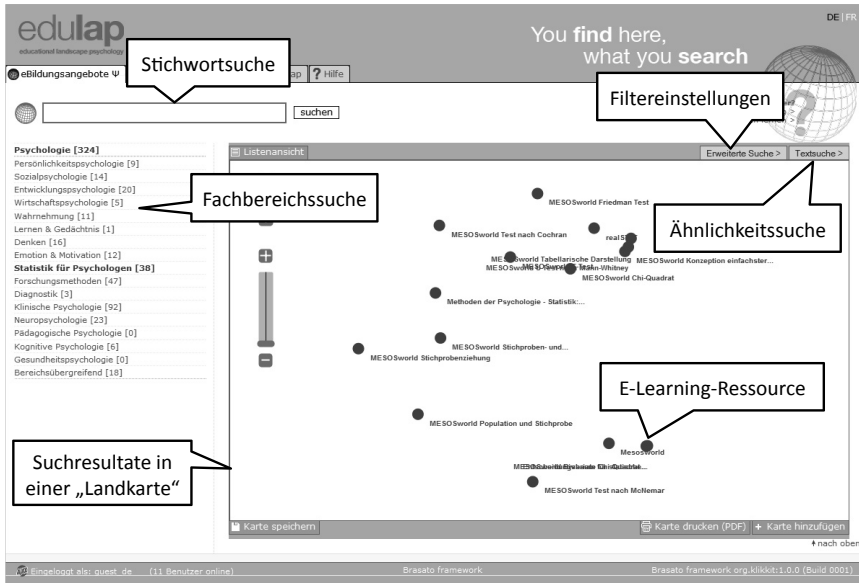 edulap
educational landscape psychology
You find here,
what you search
DE | FR
eBildungsangebote Ψ
ap
? Hilfe
Stichwortsuche
suchen
Filtereinstellungen
Psychologie [324]
Persönlichkeitspsychologie [9]
Sozialpsychologie [14]
Entwicklungspsychologie [20]
Wirtschaftspsychologie [5]
Wahrnehmung [11]
Lernen & Gedächtnis [1]
Denken [16]
Emotion & Motivation [12]
Statistik für Psychologen [38]
Forschungsmethoden [47]
Diagnostik [3]
Klinische Psychologie [92]
Neuropsychologie [23]
Pädagogische Psychologie [0]
Kognitive Psychologie [6]
Gesundheitspsychologie [0]
Bereichsübergreifend [18]
Fachbereichssuche
Listenansicht
Erweiterte Suche >
Textsuche >
Ähnlichkeitssuche
MESOSworld Friedman Test
MESOSworld Test nach Cochran
MESOSworld Tabellarische Darstellung
MESOSworld Konzeption einfachster...
MESOSworld Chi-Quadrat
Methoden der Psychologie - Statistik:...
MESOSworld Stichproben- und...
MESOSworld Stichprobenziehung
E-Learning-Ressource
MESOSworld Population und Stichprobe
Mesosworld
MESOSworld Test nach McNemar
Suchresultate in
einer „Landkarte“
Karte speichern
Karte drucken (PDF)
+ Karte hinzufügen
nach oben
Eingeloggt als: guest_de (11 Benutzer online)
Brasato framework
Brasato framework org.klikkit:1.0.0 (Build 0001)